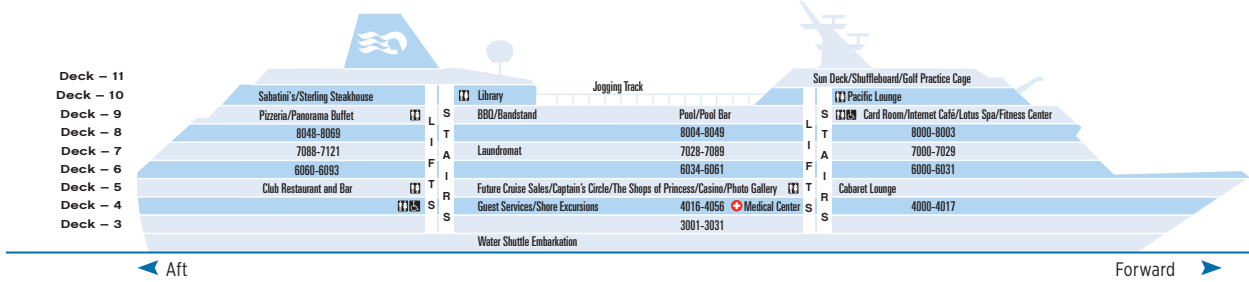 Deck – 11 Sun Deck/Shuffleboard/Golf Practice Cage
Jogging Track
Deck – 10 Sabatini's/Sterling Steakhouse Library Pacific Lounge
Deck – 9 Pizzeria/Panorama Buffet BBQ/Bandstand Pool/Pool Bar Card Room/Internet Café/Lotus Spa/Fitness Center
Deck – 8 8048-8069 8004-8049 8000-8003
Deck – 7 7088-7121 Laundromat 7028-7089 7000-7029
Deck – 6 6060-6093 6034-6061 6000-6031
Deck – 5 Club Restaurant and Bar Future Cruise Sales/Captain's Circle/The Shops of Princess/Casino/Photo Gallery Cabaret Lounge
Deck – 4 Guest Services/Shore Excursions 4016-4056 Medical Center 4000-4017
Deck – 3 3001-3031
Water Shuttle Embarkation
LIFTS
STAIRS
LIFTS
STAIRS
Aft Forward